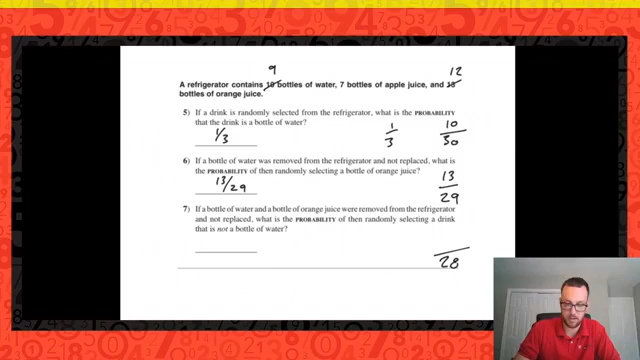 9 12
A refrigerator contains 10 bottles of water, 7 bottles of apple juice, and 13
bottles of orange juice.
5) If a drink is randomly selected from the refrigerator, what is the PROBABILITY
that the drink is a bottle of water?
1/3 1/3 10/30
6) If a bottle of water was removed from the refrigerator and not replaced, what is
the PROBABILITY of then randomly selecting a bottle of orange juice?
13/29 13/29
7) If a bottle of water and a bottle of orange juice were removed from the refrigerator
and not replaced, what is the PROBABILITY of then randomly selecting a drink
that is not a bottle of water?
28